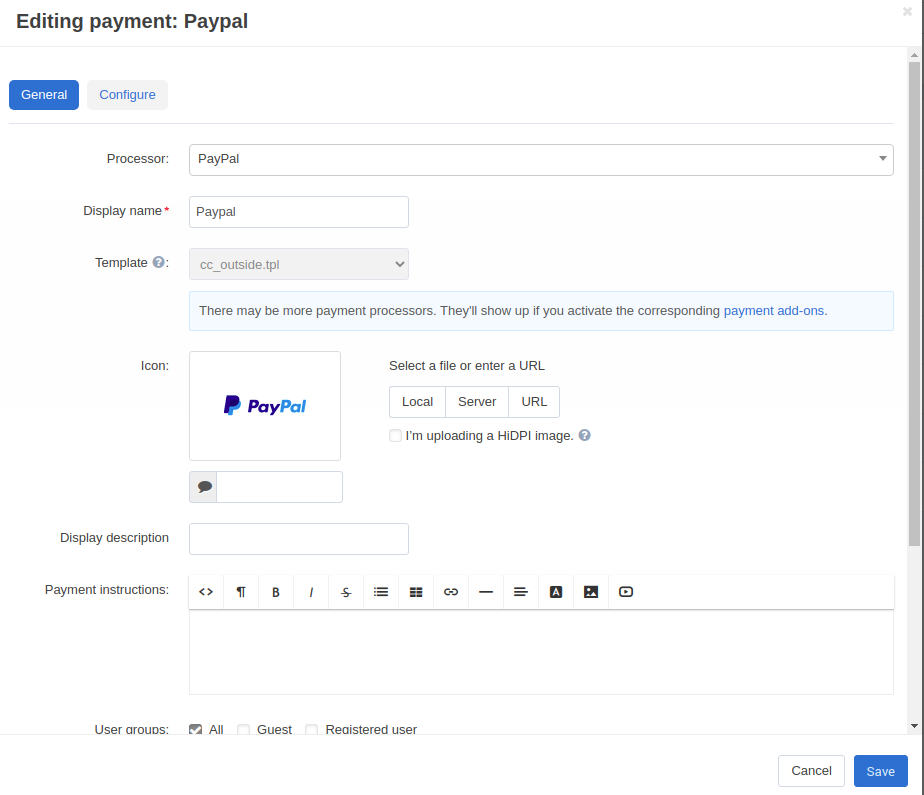 Editing payment: Paypal
General Configure
Processor: PayPal
Display name* Paypal
Template ?: cc_outside.tpl
There may be more payment processors. They'll show up if you activate the corresponding payment add-ons.
Icon: PayPal Select a file or enter a URL
Local Server URL
I'm uploading a HiDPI image. ?
Display description
Payment instructions: <> ¶ B I S A
User groups: All Guest Registered user
Cancel Save